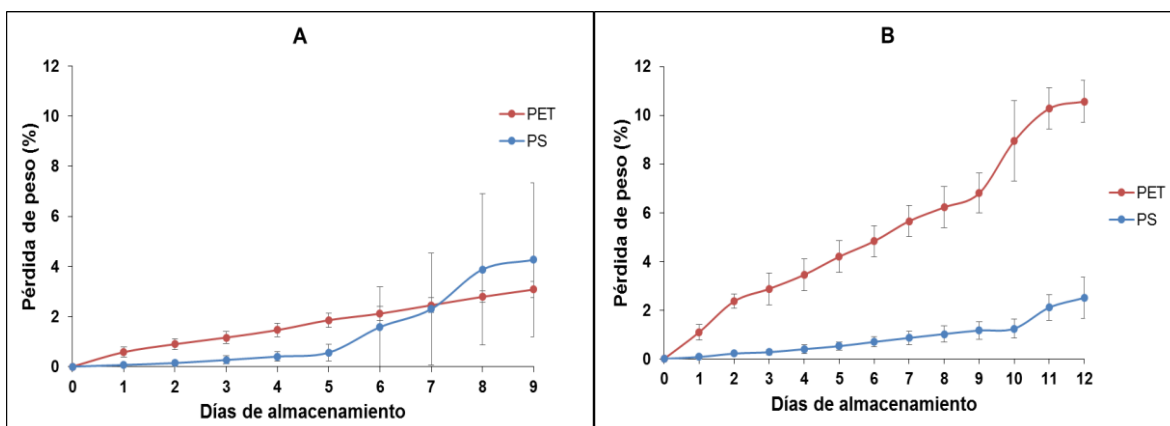 A
12
10
8
6
4
2
0
Pérdida de peso (%)
PET
PS
0 1 2 3 4 5 6 7 8 9
Días de almacenamiento
B
12
10
8
6
4
2
0
Pérdida de peso (%)
PET
PS
0 1 2 3 4 5 6 7 8 9 10 11 12
Días de almacenamiento